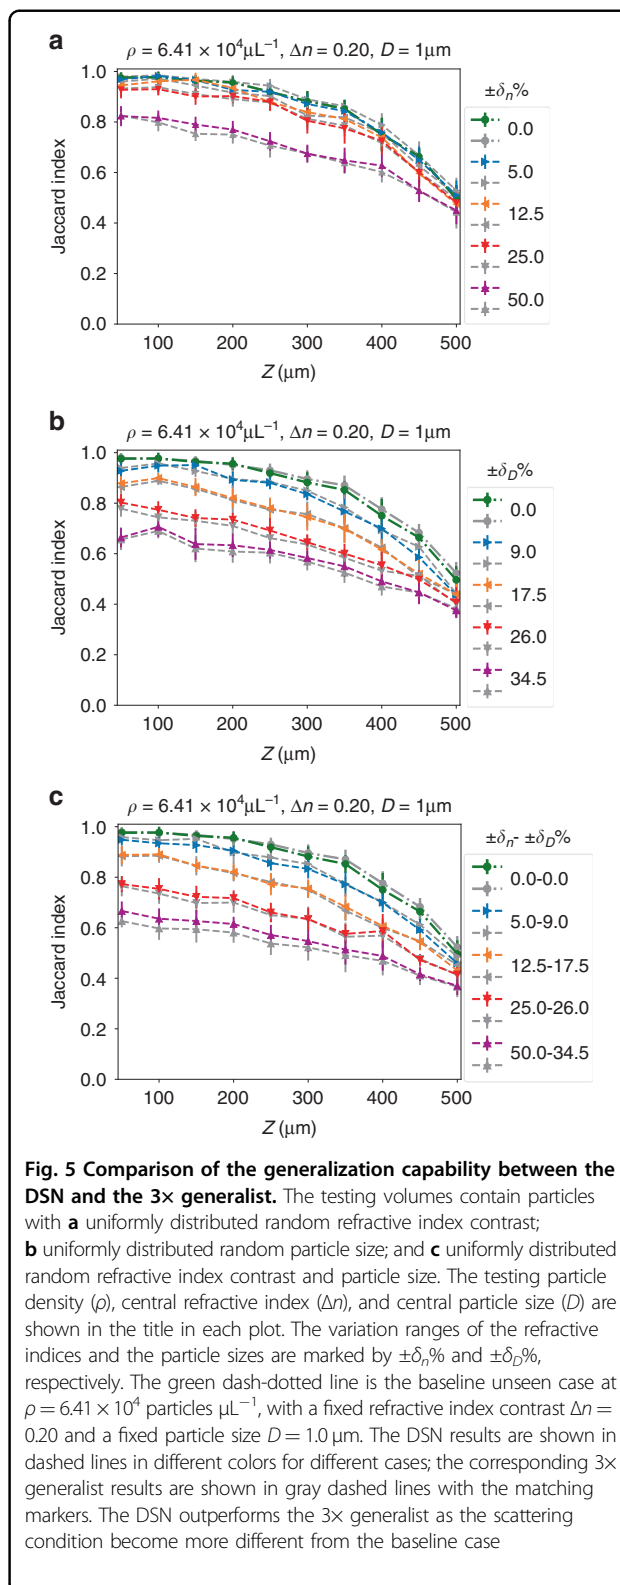 a
ρ = 6.41 × 10⁴μL⁻¹, Δn = 0.20, D = 1μm
1.0
0.8
0.6
0.4
0.2
0.0
Jaccard index
100 200 300 400 500
Z (μm)
±δn%
0.0
5.0
12.5
25.0
50.0
b
ρ = 6.41 × 10⁴μL⁻¹, Δn = 0.20, D = 1μm
1.0
0.8
0.6
0.4
0.2
0.0
Jaccard index
100 200 300 400 500
Z (μm)
±δD%
0.0
9.0
17.5
26.0
34.5
c
ρ = 6.41 × 10⁴μL⁻¹, Δn = 0.20, D = 1μm
1.0
0.8
0.6
0.4
0.2
0.0
Jaccard index
100 200 300 400 500
Z (μm)
±δn- ±δD%
0.0-0.0
5.0-9.0
12.5-17.5
25.0-26.0
50.0-34.5
Fig. 5 Comparison of the generalization capability between the
DSN and the 3× generalist. The testing volumes contain particles
with a uniformly distributed random refractive index contrast;
b uniformly distributed random particle size; and c uniformly distributed
random refractive index contrast and particle size. The testing particle
density (ρ), central refractive index (Δn), and central particle size (D) are
shown in the title in each plot. The variation ranges of the refractive
indices and the particle sizes are marked by ±δn% and ±δD%,
respectively. The green dash-dotted line is the baseline unseen case at
ρ = 6.41 × 10⁴ particles μL⁻¹, with a fixed refractive index contrast Δn =
0.20 and a fixed particle size D = 1.0 μm. The DSN results are shown in
dashed lines in different colors for different cases; the corresponding 3×
generalist results are shown in gray dashed lines with the matching
markers. The DSN outperforms the 3× generalist as the scattering
condition become more different from the baseline case